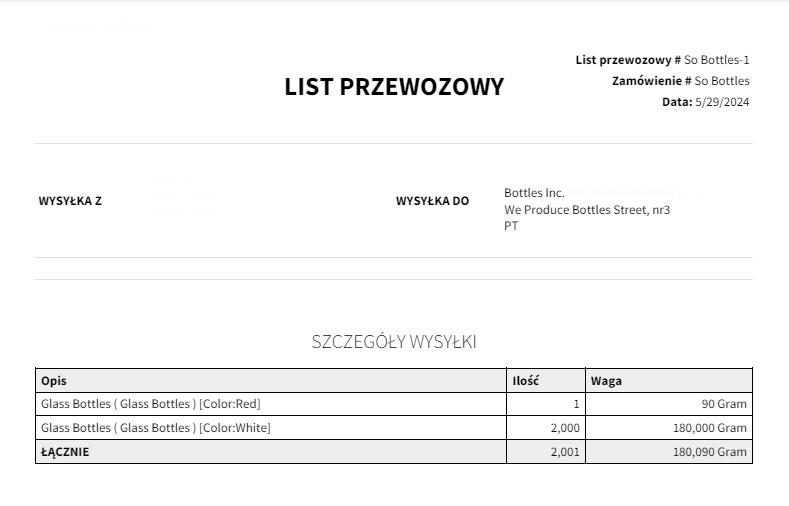 List przewozowy # So Bottles-1
Zamówienie # So Bottles
Data: 5/29/2024
LIST PRZEWOZOWY
WYSYŁKA Z
WYSYŁKA DO
Bottles Inc.
We Produce Bottles Street, nr3
PT
SZCZEGÓŁY WYSYŁKI
Opis Ilość Waga
Glass Bottles ( Glass Bottles ) [Color:Red] 1 90 Gram
Glass Bottles ( Glass Bottles ) [Color:White] 2,000 180,000 Gram
ŁĄCZNIE 2,001 180,090 Gram